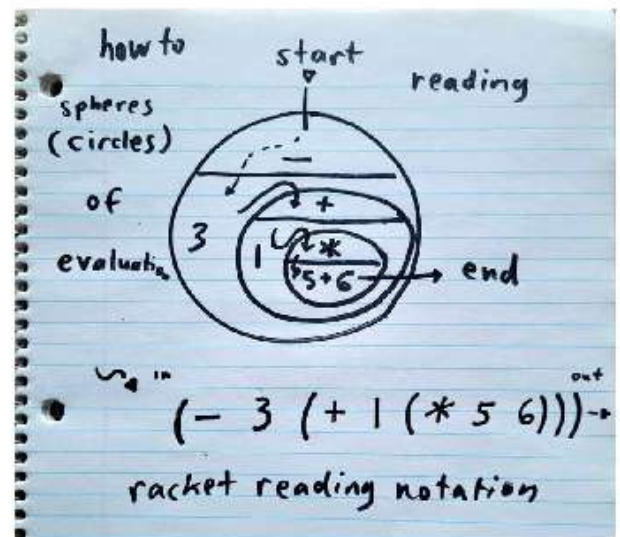 how to
start
reading
spheres
(circles)
of
evaluation
−
3
+
1
*
5 → 6
end
in
out
(- 3 (+ 1 (* 5 6)))
racket reading notation